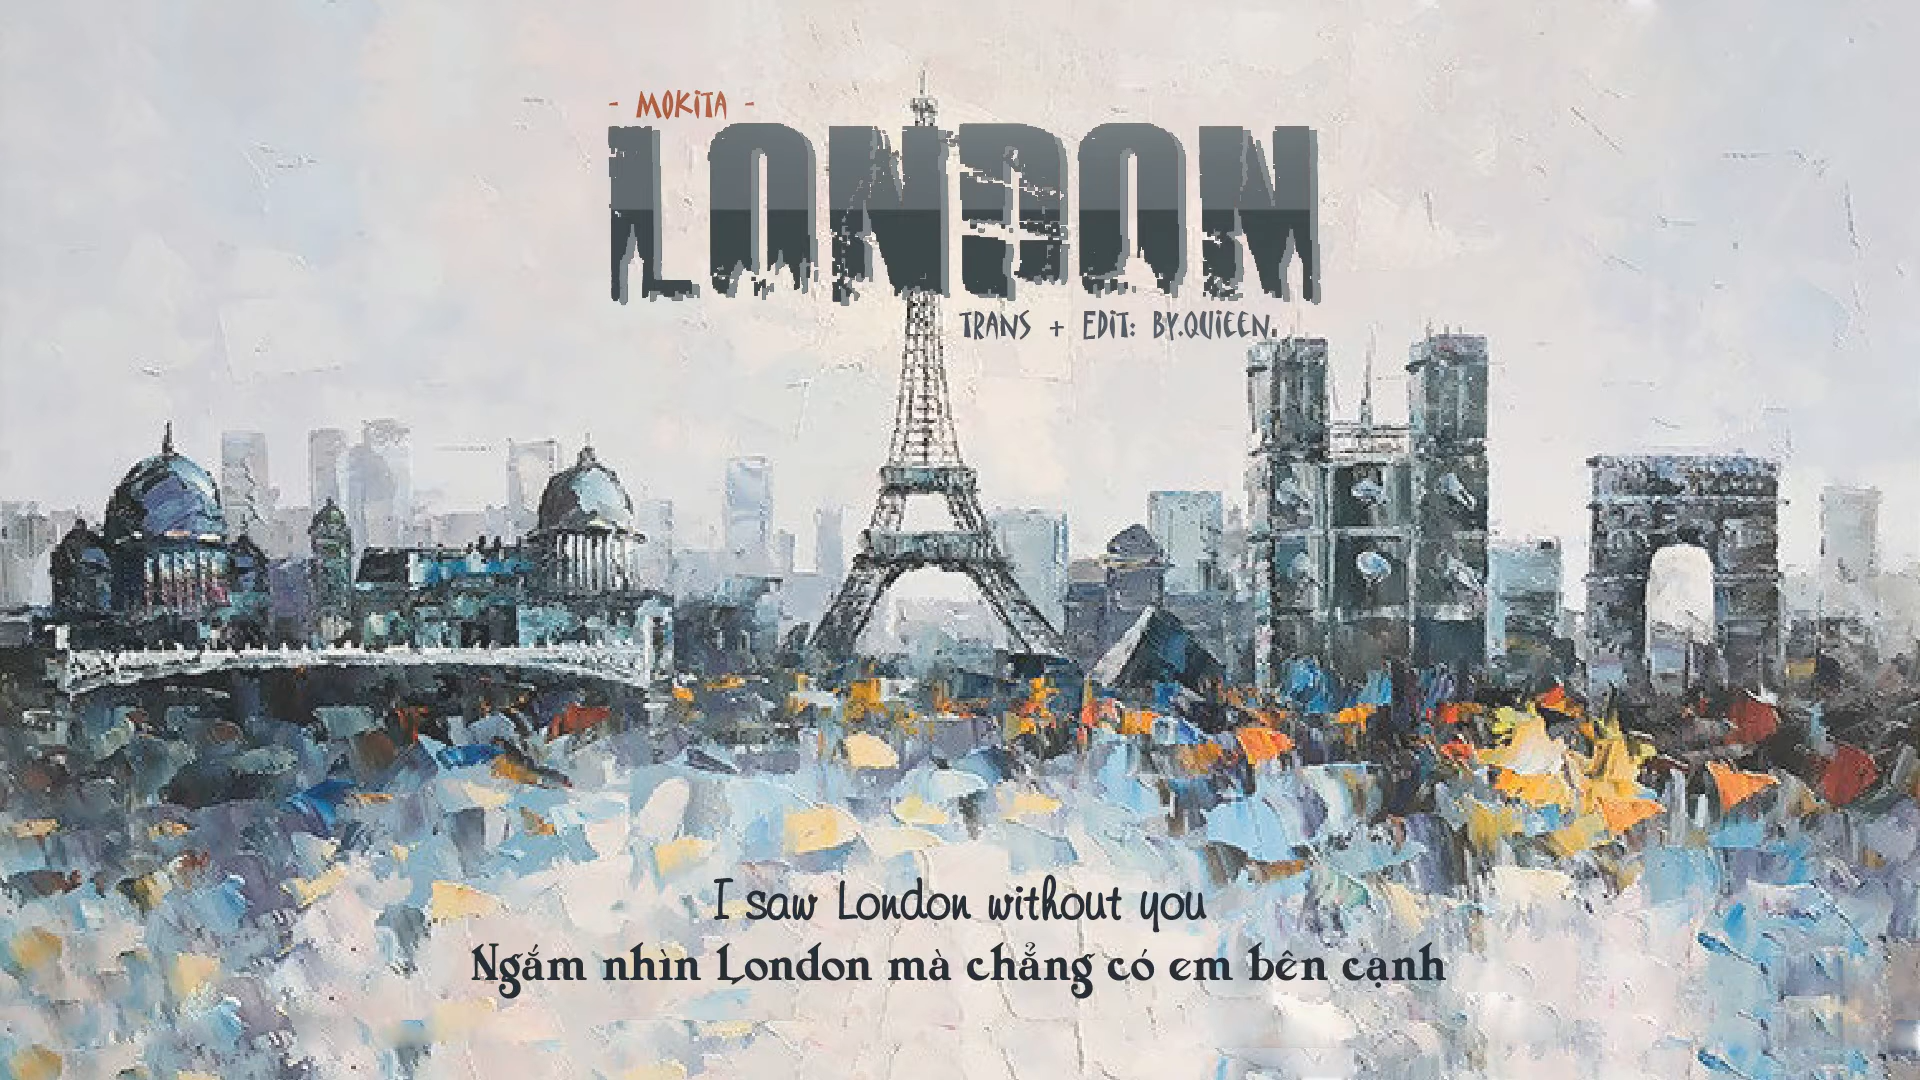 - MOKiTA -
LONDON
TRANS + EDiT: BY.QUiEEN.
I saw London without you
Ngắm nhìn London mà chẳng có em bên cạnh